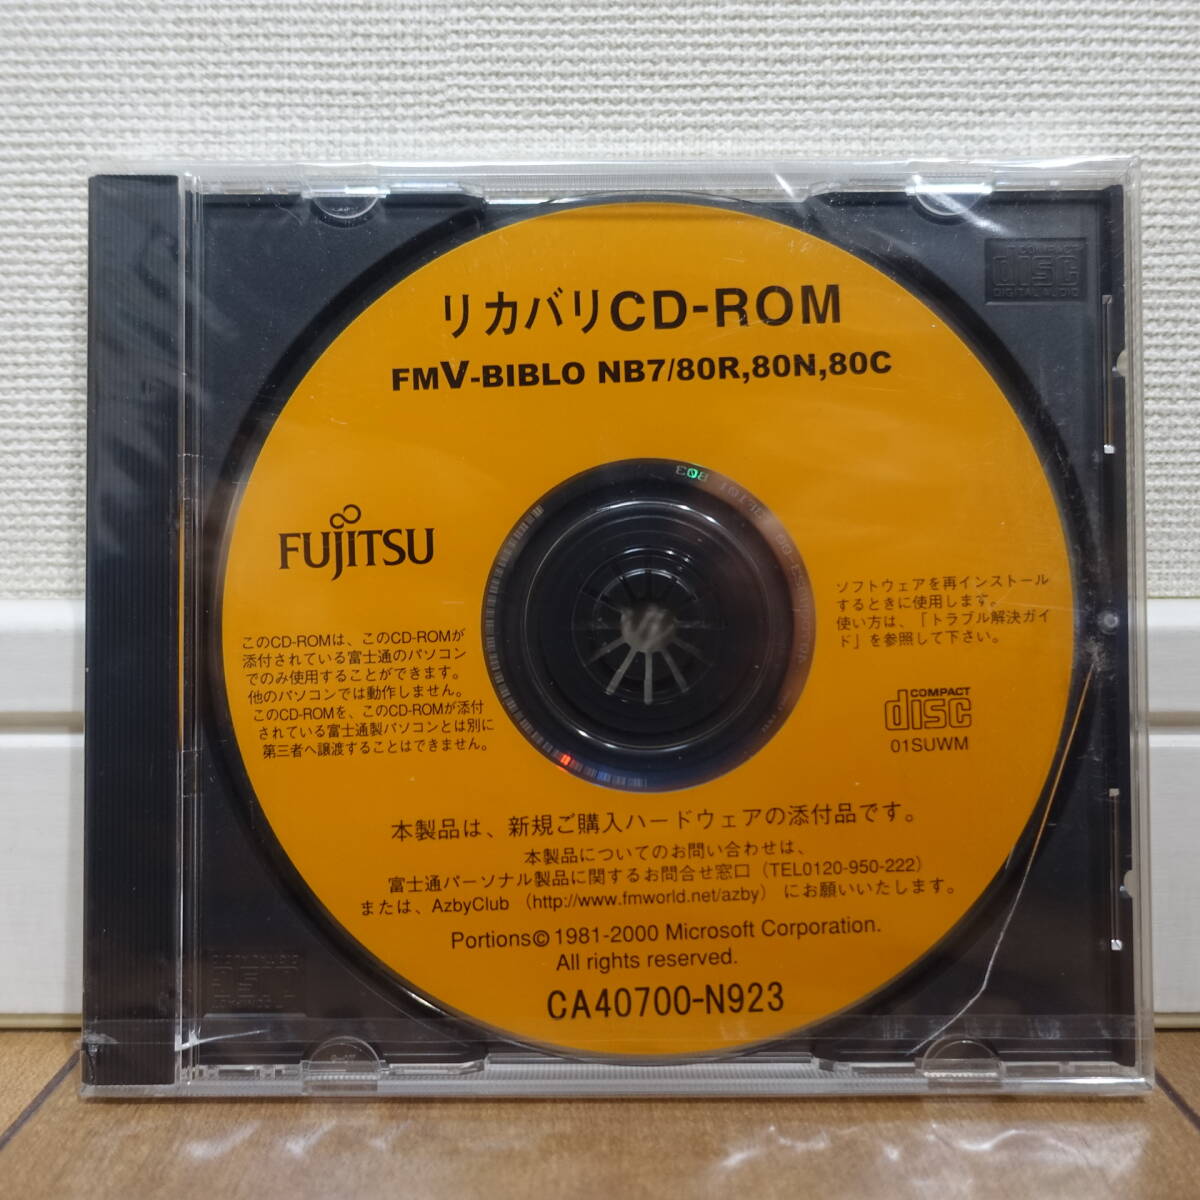 リカバリCD-ROM
FMV-BIBLO NB7/80R,80N,80C
FUJITSU
このCD-ROMは、このCD-ROMが
添付されている富士通のパソコン
でのみ使用することができます。
他のパソコンでは動作しません。
このCD-ROMを、このCD-ROMが添付
されている富士通製パソコンとは別に
第三者へ譲渡することはできません。
ソフトウェアを再インストール
するときに使用します。
使い方は、「トラブル解決ガイ
ド」を参照して下さい。
COMPACT
disc
01SUWM
本製品は、新規ご購入ハードウェアの添付品です。
本製品についてのお問い合わせは、
富士通パーソナル製品に関するお問合せ窓口（TEL0120-950-222）
または、AzbyClub （http://www.fmworld.net/azby） にお願いいたします。
Portions©1981-2000 Microsoft Corporation.
All rights reserved.
CA40700-N923
COMPACT
disc
DIGITAL AUDIO